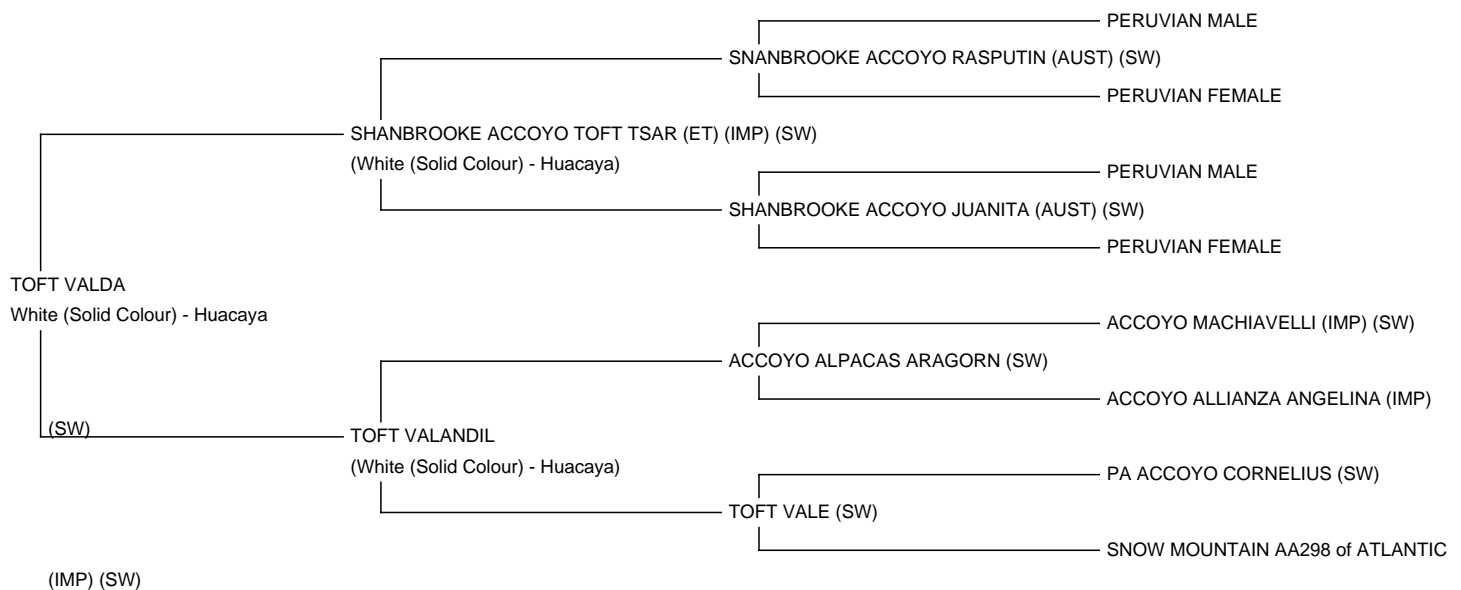 PERUVIAN MALE
SNANBROOKE ACCOYO RASPUTIN (AUST) (SW)
PERUVIAN FEMALE
SHANBROOKE ACCOYO TOFT TSAR (ET) (IMP) (SW)
(White (Solid Colour) - Huacaya)
PERUVIAN MALE
SHANBROOKE ACCOYO JUANITA (AUST) (SW)
PERUVIAN FEMALE
TOFT VALDA
White (Solid Colour) - Huacaya
ACCOYO MACHIAVELLI (IMP) (SW)
ACCOYO ALPACAS ARAGORN (SW)
ACCOYO ALLIANZA ANGELINA (IMP)
(SW)
TOFT VALANDIL
(White (Solid Colour) - Huacaya)
PA ACCOYO CORNELIUS (SW)
TOFT VALE (SW)
SNOW MOUNTAIN AA298 of ATLANTIC
(IMP) (SW)